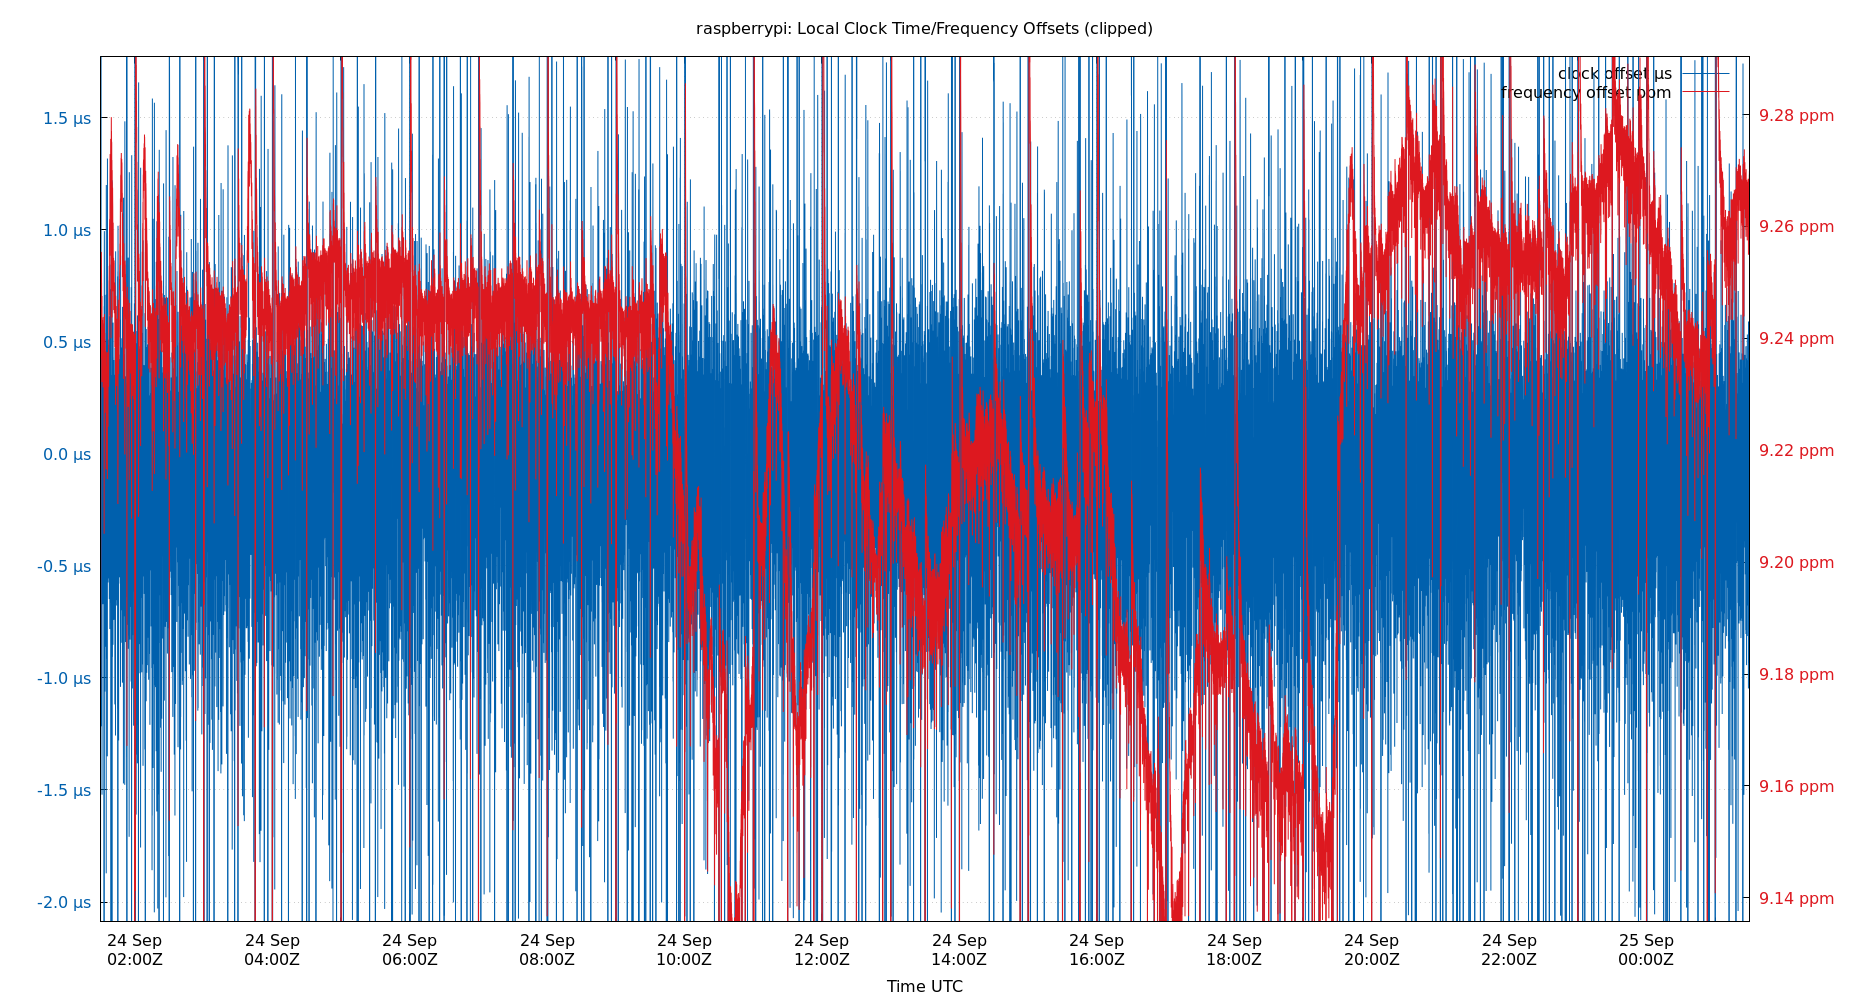 raspberrypi: Local Clock Time/Frequency Offsets (clipped)
clock offset µs
frequency offset ppm
1.5 µs
1.0 µs
0.5 µs
0.0 µs
-0.5 µs
-1.0 µs
-1.5 µs
-2.0 µs
9.28 ppm
9.26 ppm
9.24 ppm
9.22 ppm
9.20 ppm
9.18 ppm
9.16 ppm
9.14 ppm
24 Sep 24 Sep 24 Sep 24 Sep 24 Sep 24 Sep 24 Sep 24 Sep 24 Sep 24 Sep 24 Sep 25 Sep
02:00Z 04:00Z 06:00Z 08:00Z 10:00Z 12:00Z 14:00Z 16:00Z 18:00Z 20:00Z 22:00Z 00:00Z
Time UTC